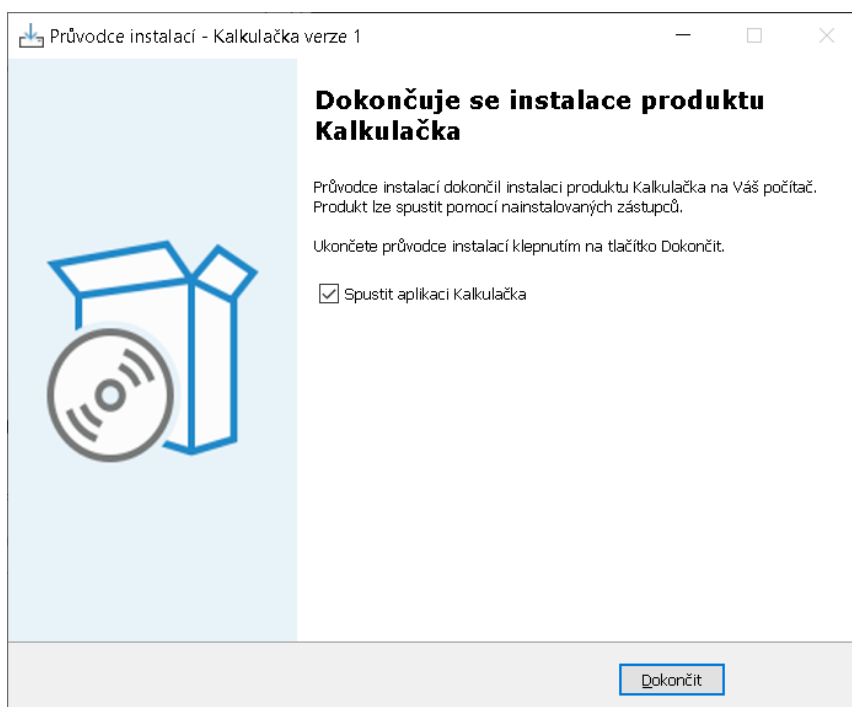 Průvodce instalací - Kalkulačka verze 1
Dokončuje se instalace produktu
Kalkulačka
Průvodce instalací dokončil instalaci produktu Kalkulačka na Váš počítač.
Produkt lze spustit pomocí nainstalovaných zástupců.
Ukončete průvodce instalací klepnutím na tlačítko Dokončit.
Spustit aplikaci Kalkulačka
Dokončit